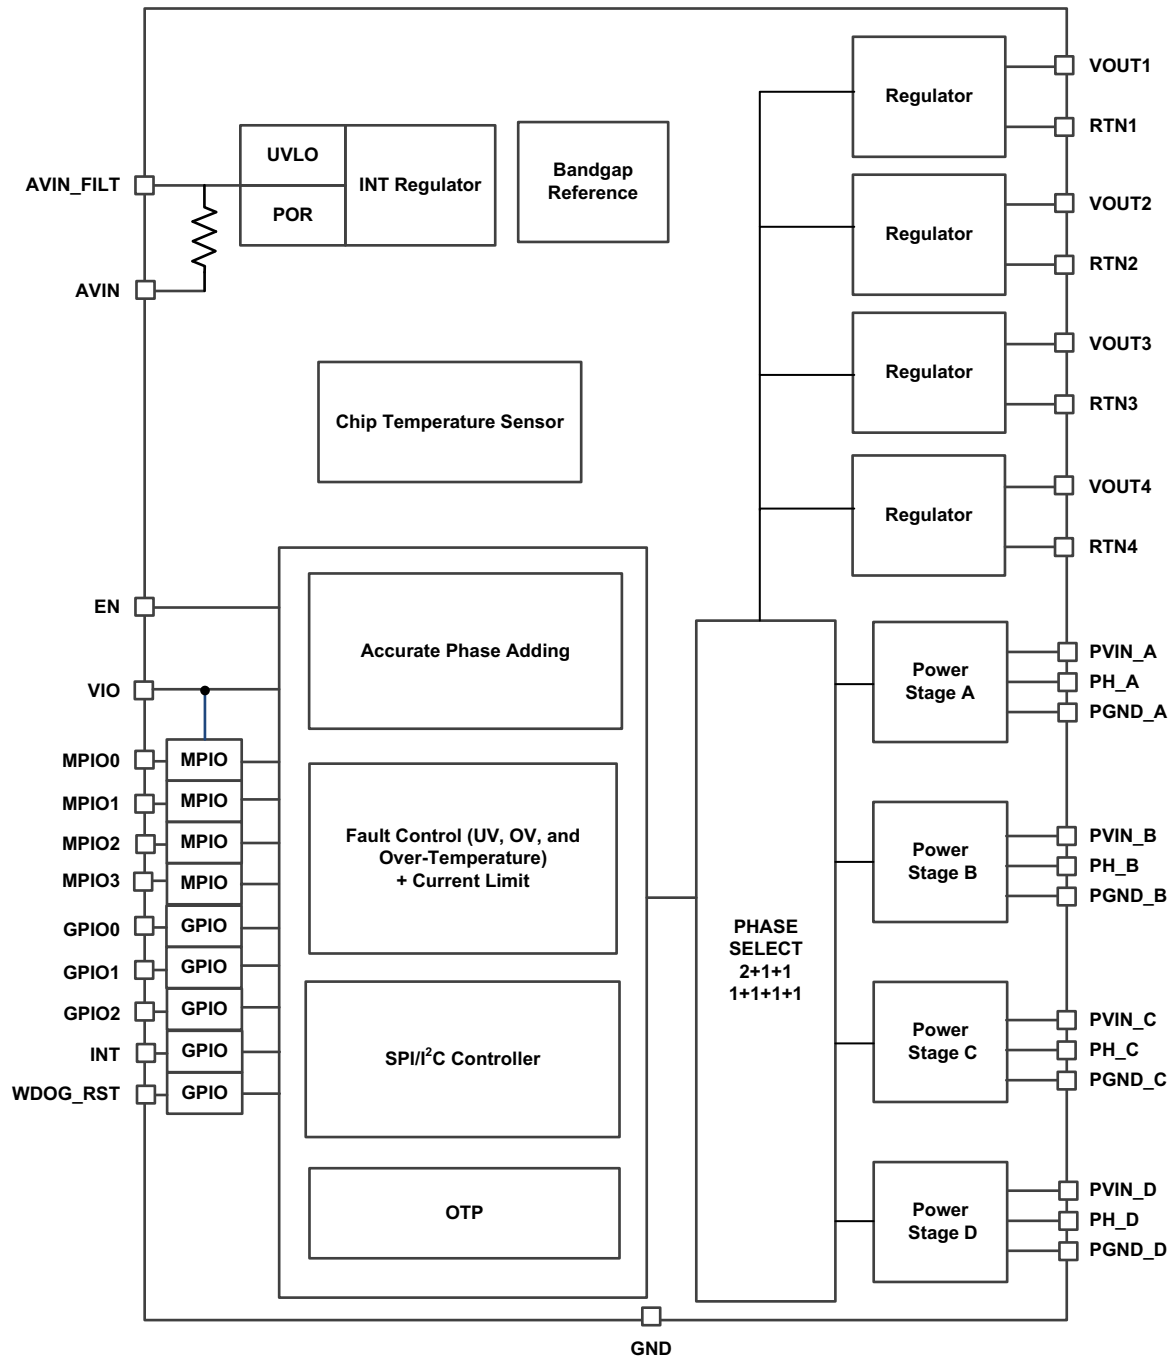 AVIN_FILT
AVIN
UVLO
POR
INT Regulator
Bandgap
Reference
Chip Temperature Sensor
Regulator
VOUT1
RTN1
Regulator
VOUT2
RTN2
Regulator
VOUT3
RTN3
Regulator
VOUT4
RTN4
EN
VIO
MPIO0
MPIO
MPIO1
MPIO
MPIO2
MPIO
MPIO3
MPIO
GPIO0
GPIO
GPIO1
GPIO
GPIO2
GPIO
INT
GPIO
WDOG_RST
GPIO
Accurate Phase Adding
Fault Control (UV, OV, and
Over-Temperature)
+ Current Limit
SPI/I²C Controller
OTP
PHASE
SELECT
2+1+1
1+1+1+1
Power
Stage A
PVIN_A
PH_A
PGND_A
Power
Stage B
PVIN_B
PH_B
PGND_B
Power
Stage C
PVIN_C
PH_C
PGND_C
Power
Stage D
PVIN_D
PH_D
PGND_D
GND